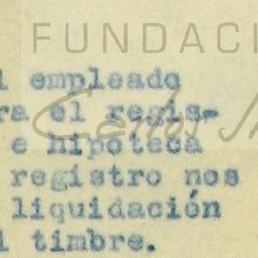 FUNDACI
l empleado
ra el regis-
e hipoteca
registro nos
liquidación
l timbre.